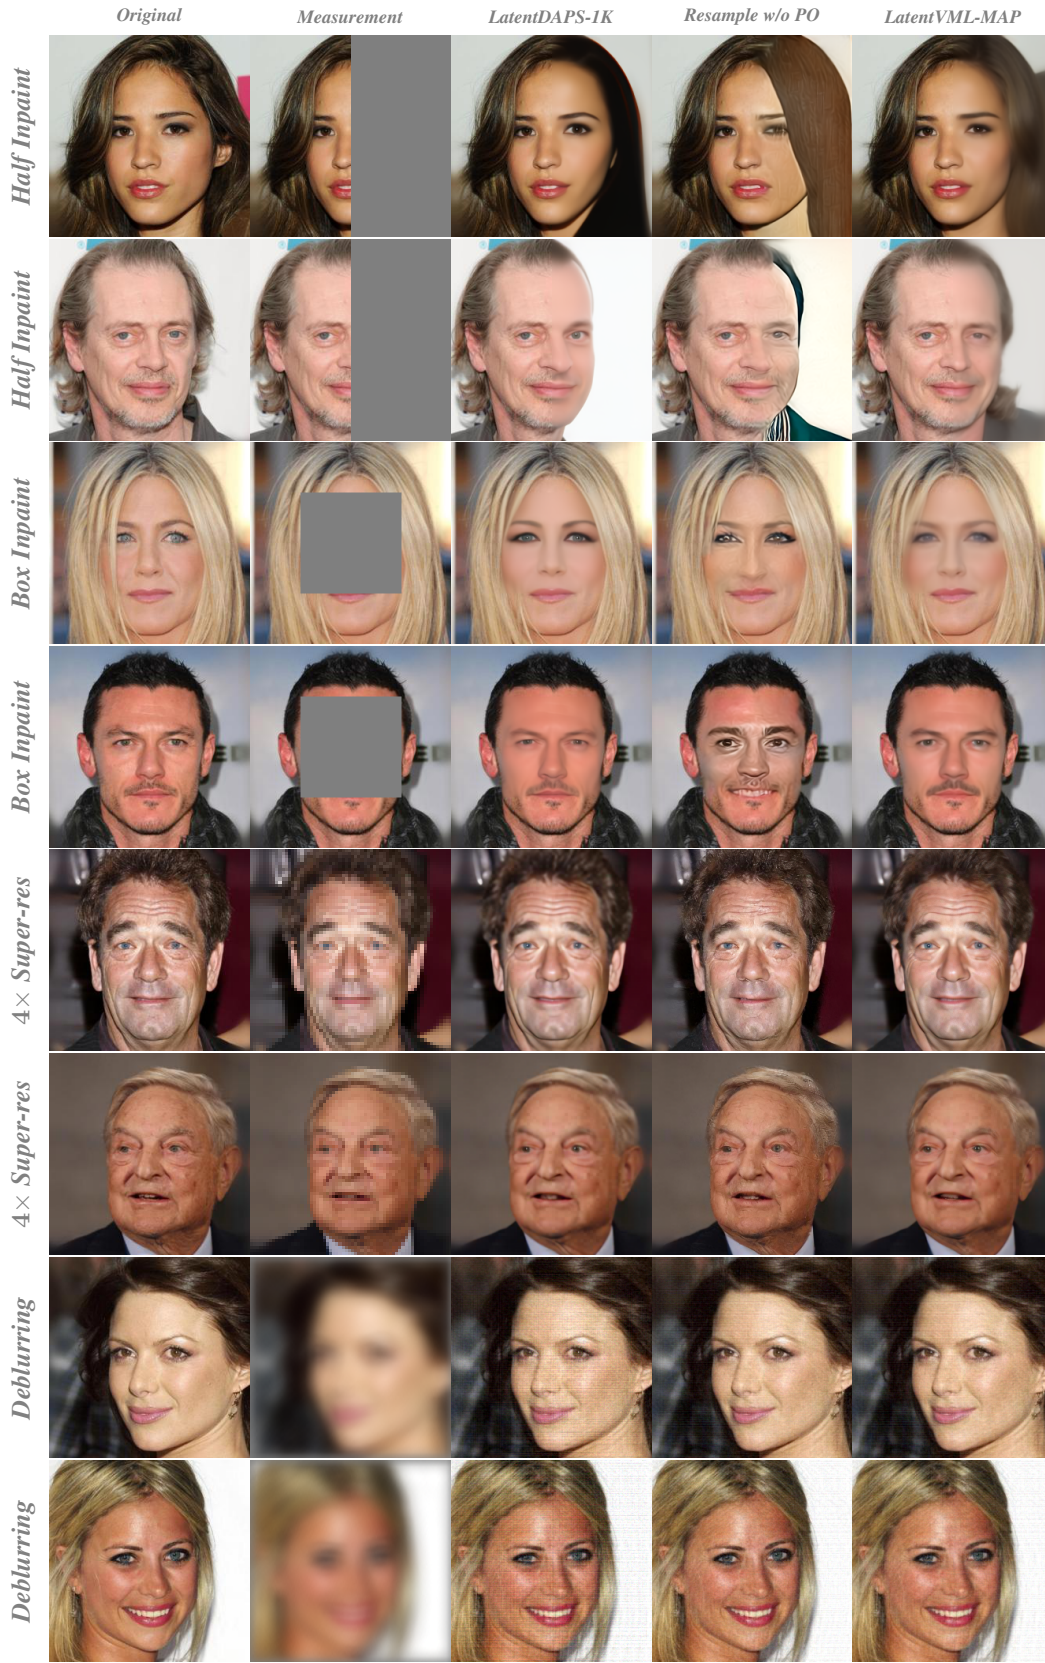 Original Measurement LatentDAPS-1K Resample w/o PO LatentVML-MAP
Half Inpaint
Half Inpaint
Box Inpaint
Box Inpaint
4× Super-res
4× Super-res
Deblurring
Deblurring